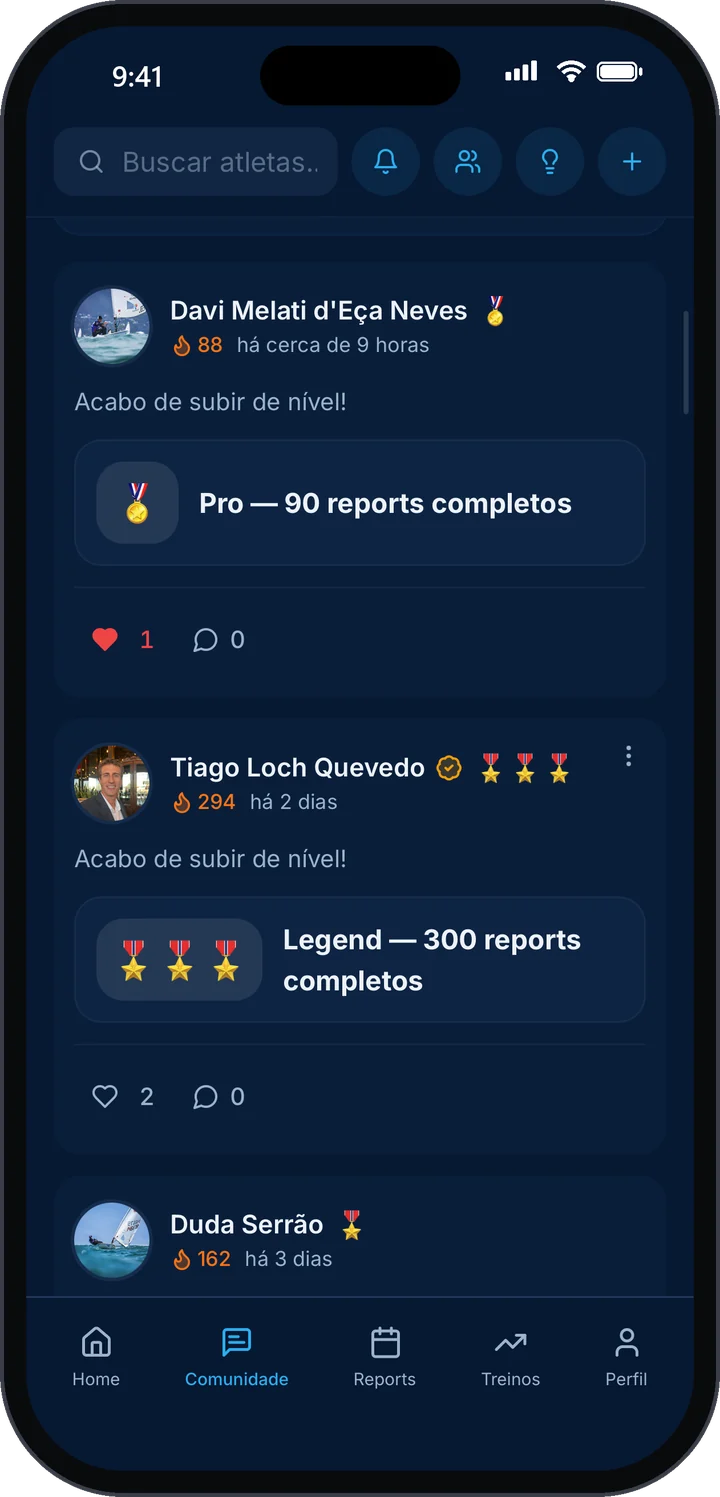 9:41
Buscar atletas..
Davi Melati d'Eça Neves
88 há cerca de 9 horas
Acabo de subir de nível!
Pro — 90 reports completos
1 0
Tiago Loch Quevedo
294 há 2 dias
Acabo de subir de nível!
Legend — 300 reports
completos
2 0
Duda Serrão
162 há 3 dias
Home Comunidade Reports Treinos Perfil